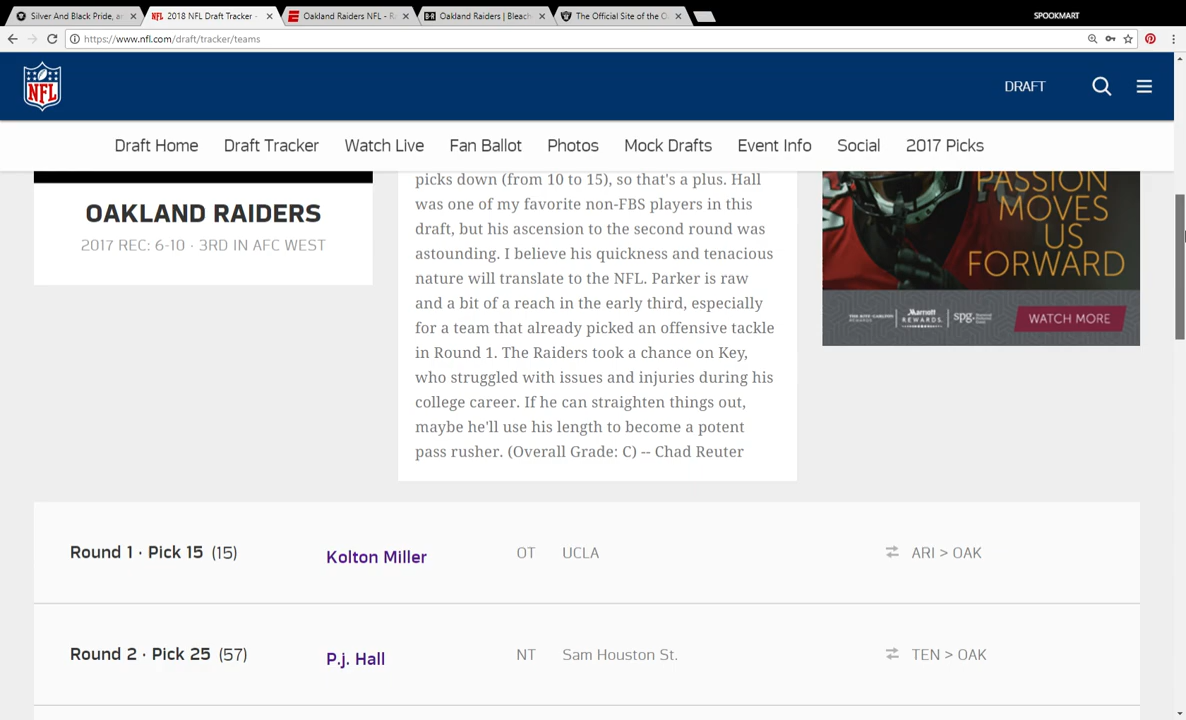 Silver And Black Pride, a
2018 NFL Draft Tracker -
Oakland Raiders NFL - R
Oakland Raiders | Bleach
The Official Site of the O
SPOOKMART
https://www.nfl.com/draft/tracker/teams
NFL
DRAFT
Draft Home
Draft Tracker
Watch Live
Fan Ballot
Photos
Mock Drafts
Event Info
Social
2017 Picks
OAKLAND RAIDERS
2017 REC: 6-10 · 3RD IN AFC WEST
picks down (from 10 to 15), so that's a plus. Hall
was one of my favorite non-FBS players in this
draft, but his ascension to the second round was
astounding. I believe his quickness and tenacious
nature will translate to the NFL. Parker is raw
and a bit of a reach in the early third, especially
for a team that already picked an offensive tackle
in Round 1. The Raiders took a chance on Key,
who struggled with issues and injuries during his
college career. If he can straighten things out,
maybe he'll use his length to become a potent
pass rusher. (Overall Grade: C) -- Chad Reuter
PASSION
MOVES
US
FORWARD
Marriott
REWARDS
spg
WATCH MORE
Round 1 · Pick 15 (15)
Kolton Miller
OT
UCLA
ARI > OAK
Round 2 · Pick 25 (57)
P.j. Hall
NT
Sam Houston St.
TEN > OAK